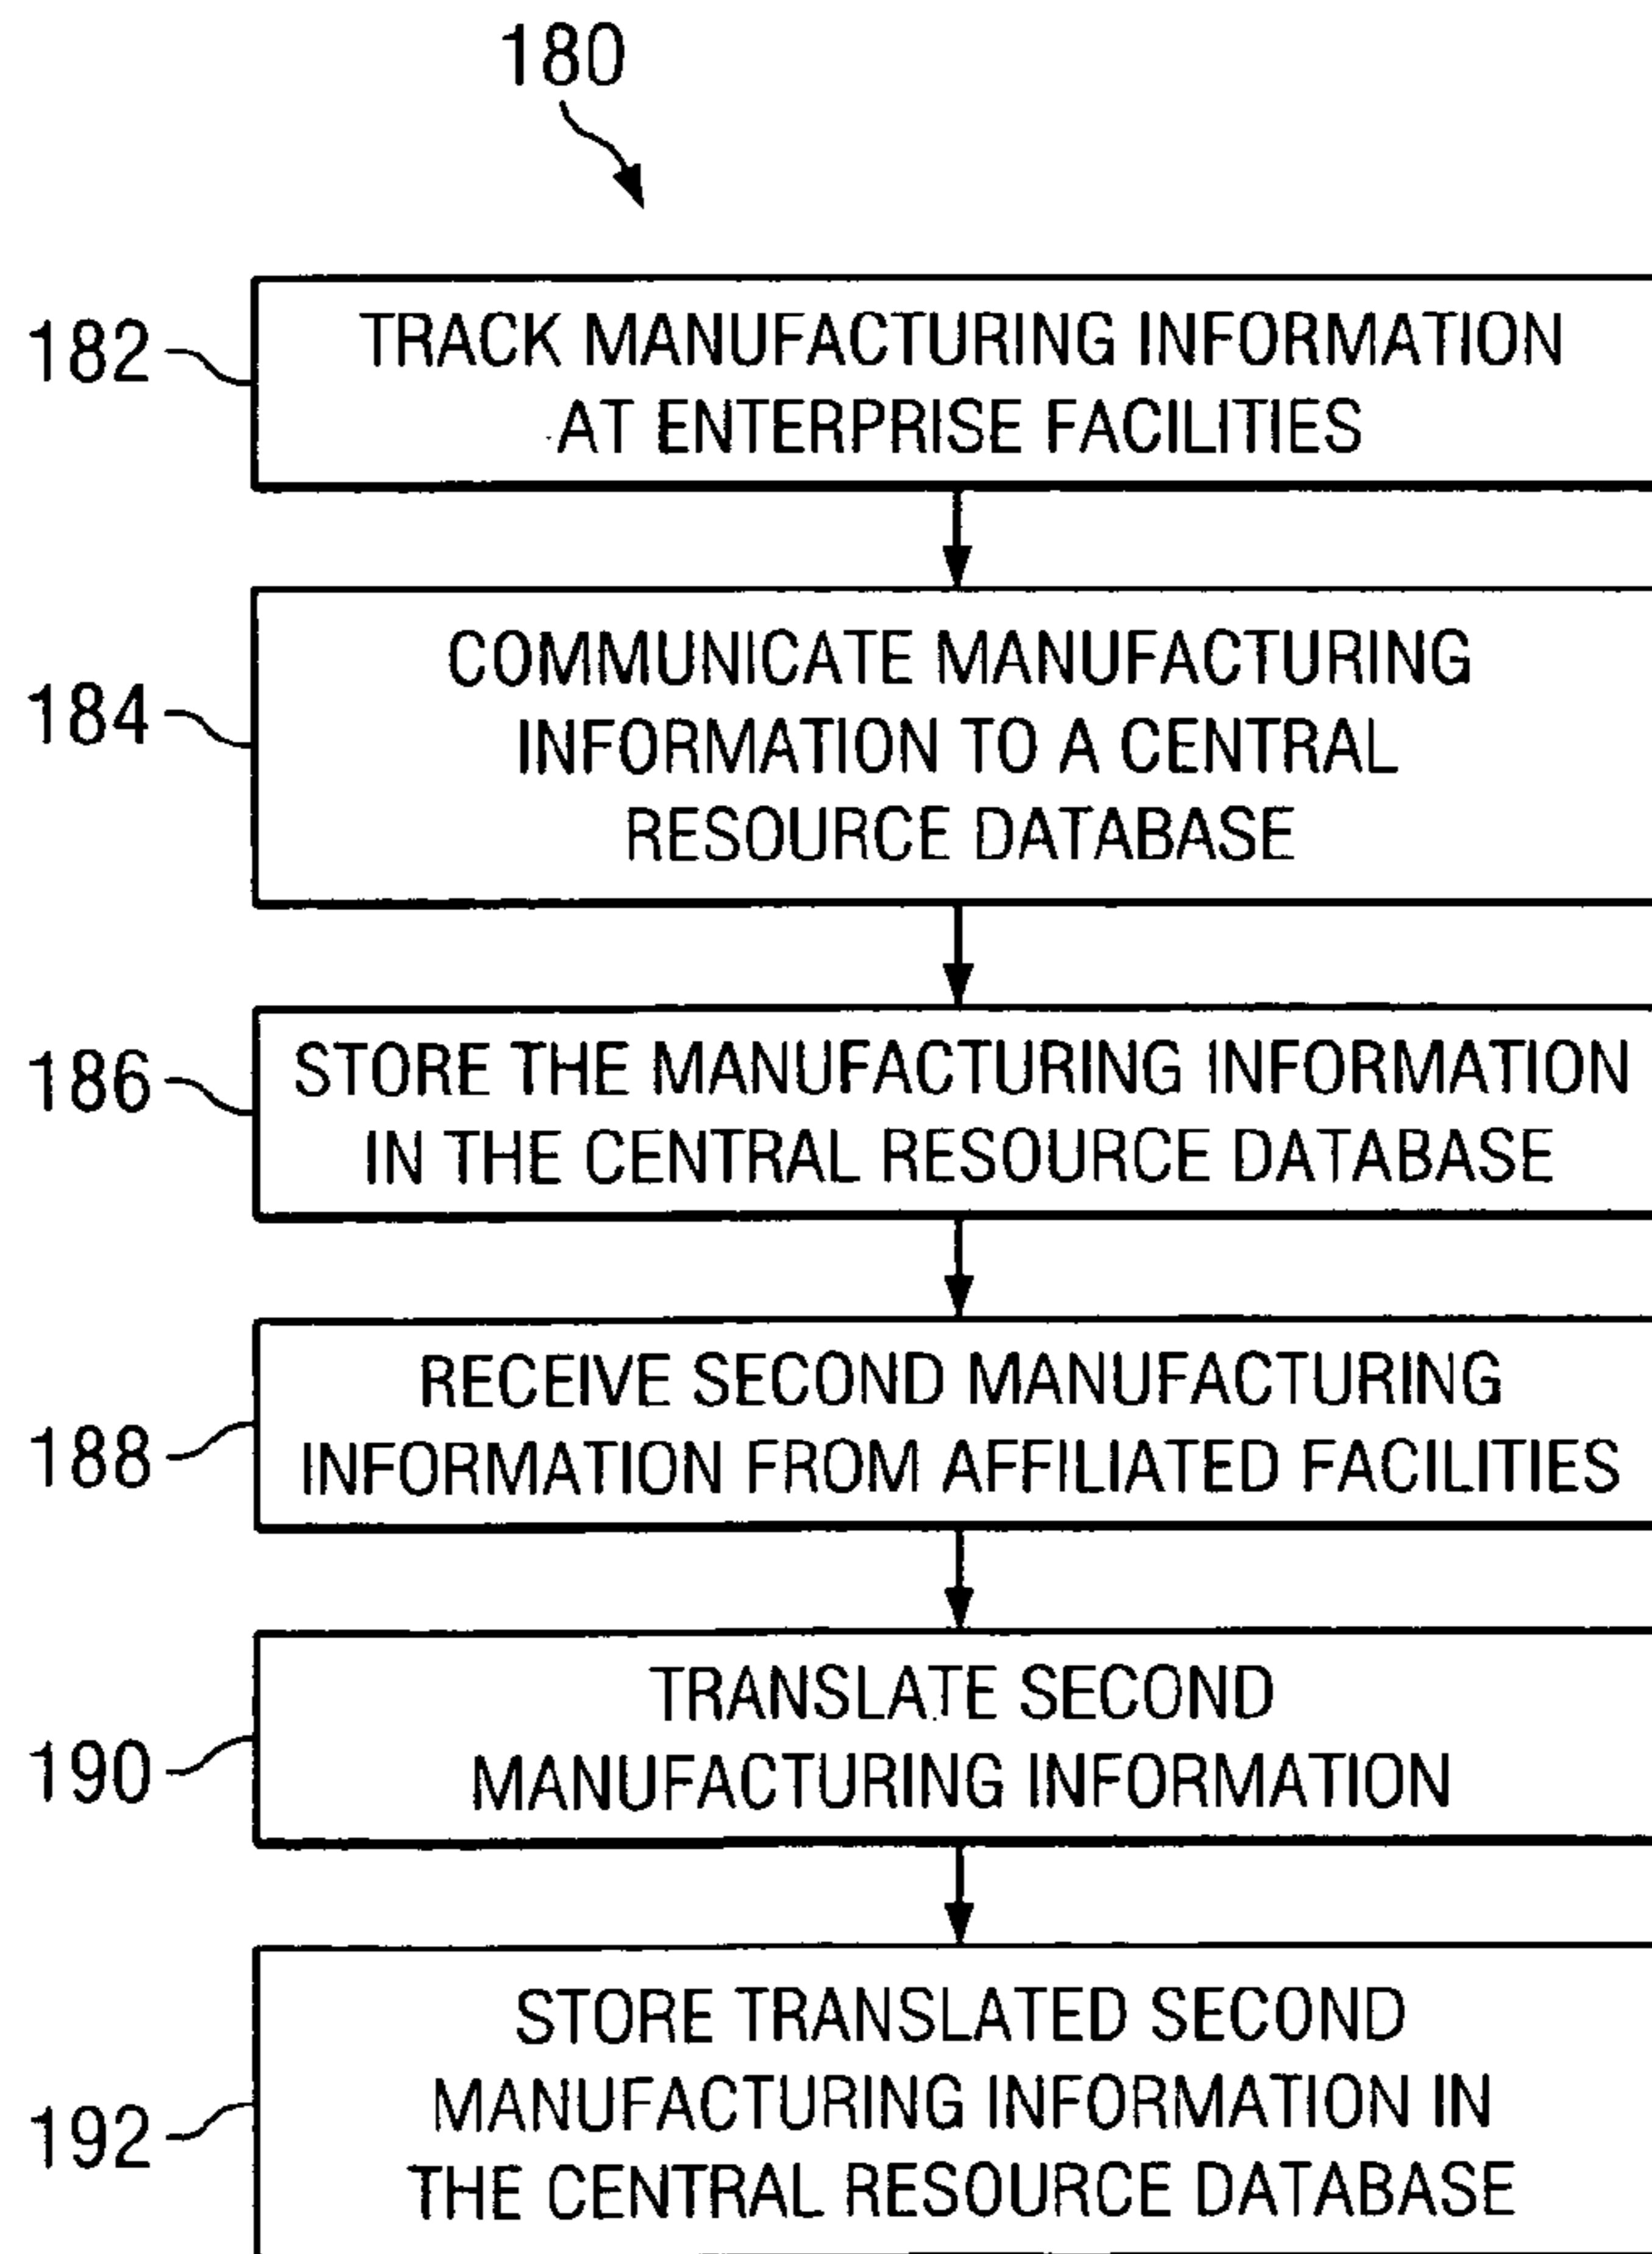 180
182
TRACK MANUFACTURING INFORMATION
AT ENTERPRISE FACILITIES
184
COMMUNICATE MANUFACTURING
INFORMATION TO A CENTRAL
RESOURCE DATABASE
186
STORE THE MANUFACTURING INFORMATION
IN THE CENTRAL RESOURCE DATABASE
188
RECEIVE SECOND MANUFACTURING
INFORMATION FROM AFFILIATED FACILITIES
190
TRANSLATE SECOND
MANUFACTURING INFORMATION
192
STORE TRANSLATED SECOND
MANUFACTURING INFORMATION IN
THE CENTRAL RESOURCE DATABASE